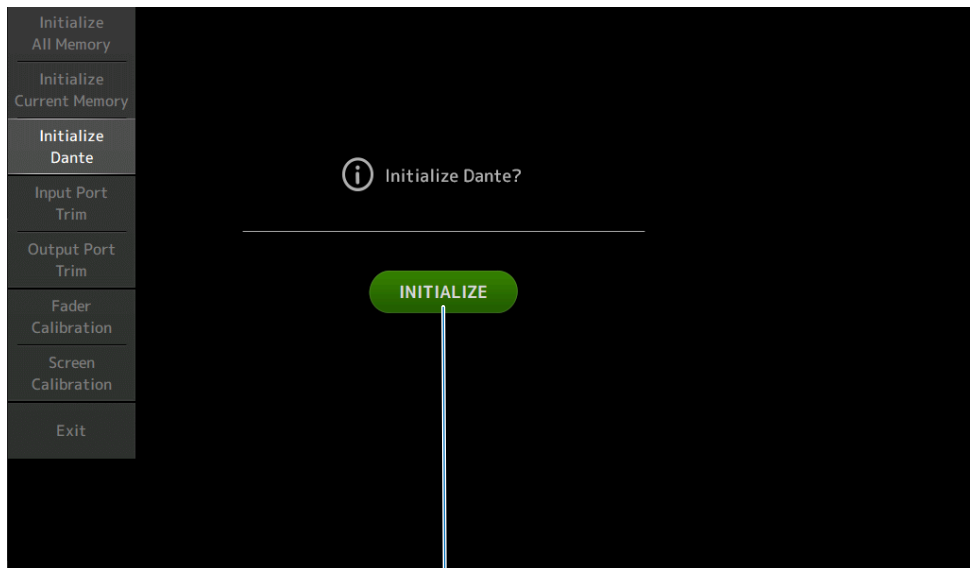 Initialize
All Memory
Initialize
Current Memory
Initialize
Dante
Input Port
Trim
Output Port
Trim
Fader
Calibration
Screen
Calibration
Exit
Initialize Dante?
INITIALIZE